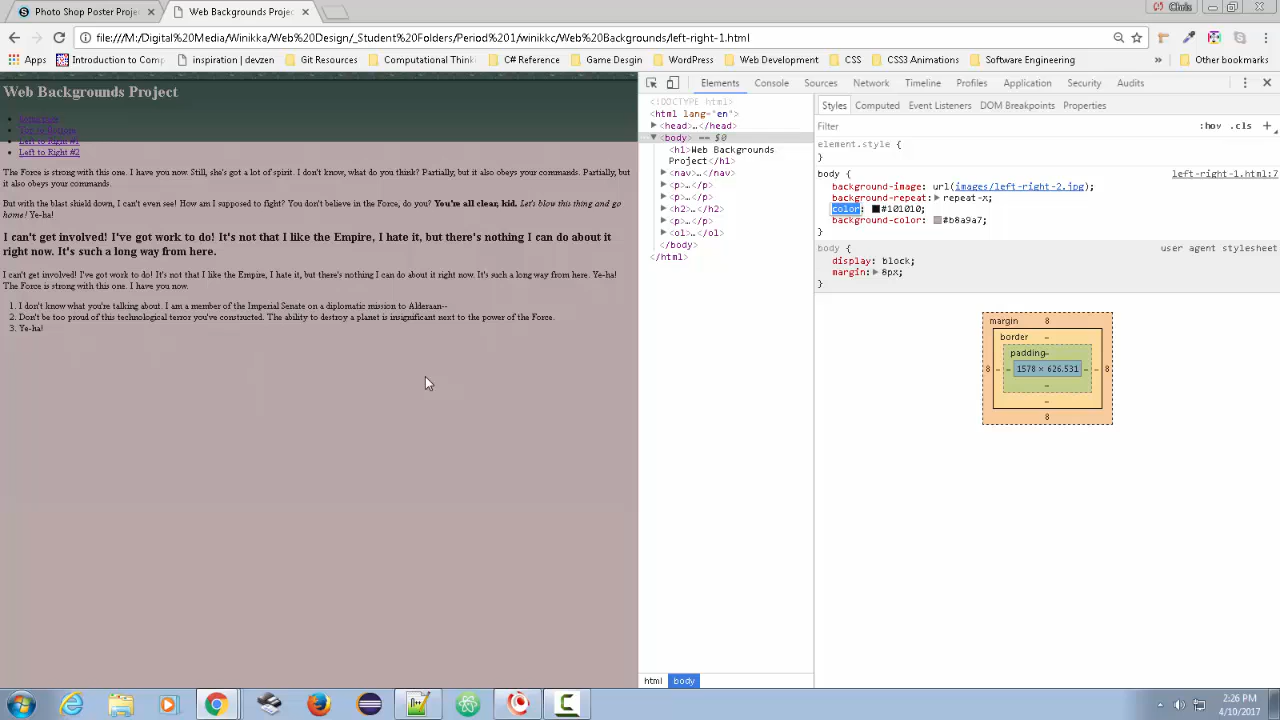 Photo Shop Poster Proje
Web Backgrounds Project
Chris
file:///M:/Digital%20Media/Winikka/Web%20Design/_Student%20Folders/Period%201/winikkc/Web%20Backgrounds/left-right-1.html
Apps
Introduction to Comp
inspiration | devzen
Git Resources
Computational Think
C# Reference
Game Desing
WordPress
Web Development
CSS
CSS3 Animations
Software Engineering
»
Other bookmarks
Web Backgrounds Project
Top to Bottom
Left to Right #1
Left to Right #2
The Force is strong with this one. I have you now. Still, she's got a lot of spirit. I don't know, what do you think? Partially, but it also obeys your commands. Partially, but
it also obeys your commands.
But with the blast shield down, I can't even see! How am I supposed to fight? You don't believe in the Force, do you? You're all clear, kid. Let's blow this thing and go
home! Ye-ha!
I can't get involved! I've got work to do! It's not that I like the Empire, I hate it, but there's nothing I can do about it
right now. It's such a long way from here.
I can't get involved! I've got work to do! It's not that I like the Empire, I hate it, but there's nothing I can do about it right now. It's such a long way from here. Ye-ha!
The Force is strong with this one. I have you now.
1. I don't know what you're talking about. I am a member of the Imperial Senate on a diplomatic mission to Alderaan--
2. Don't be too proud of this technological terror you've constructed. The ability to destroy a planet is insignificant next to the power of the Force.
3. Ye-ha!
Elements Console Sources Network Timeline Profiles Application Security Audits
<!DOCTYPE html>
<html lang="en">
<head>…</head>
<body> == $0
<h1>Web Backgrounds
Project</h1>
<nav>…</nav>
<p>…</p>
<p>…</p>
<h2>…</h2>
<p>…</p>
<ol>…</ol>
</body>
</html>
html body
Styles Computed Event Listeners DOM Breakpoints Properties
Filter :hov .cls +
element.style {
}
body { left-right-1.html:7
background-image: url(images/left-right-2.jpg);
background-repeat: repeat-x;
color: #101010;
background-color: #b8a9a7;
}
body { user agent stylesheet
display: block;
margin: 8px;
}
margin 8
border –
padding –
8 – – 1578 × 626.531 – – 8
–
–
8
2:26 PM
4/10/2017